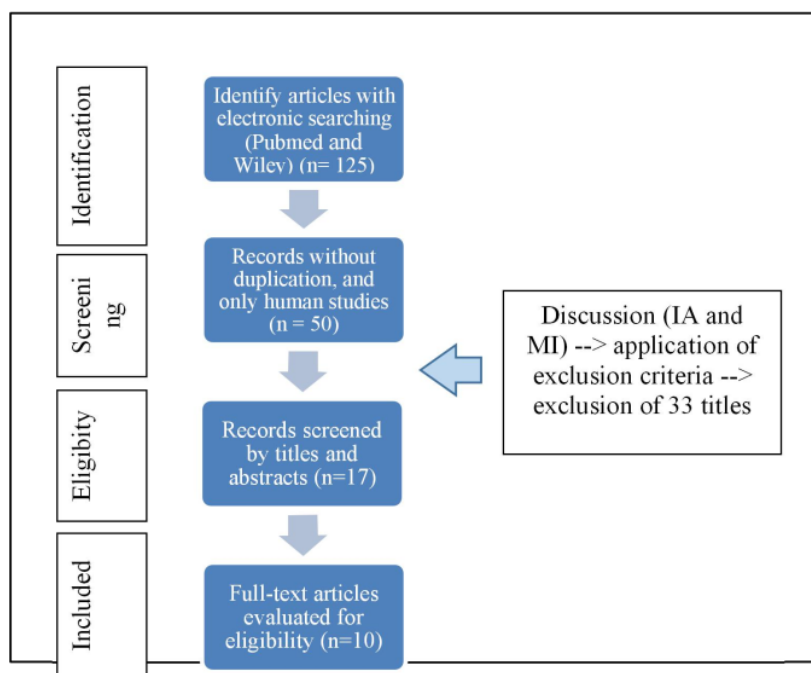 Identification
Identify articles with
electronic searching
(Pubmed and
Wiley) (n= 125)
Screeni
ng
Records without
duplication, and
only human studies
(n = 50)
Discussion (IA and
MI) --> application of
exclusion criteria -->
exclusion of 33 titles
Eligibity
Records screened
by titles and
abstracts (n=17)
Included
Full-text articles
evaluated for
eligibility (n=10)